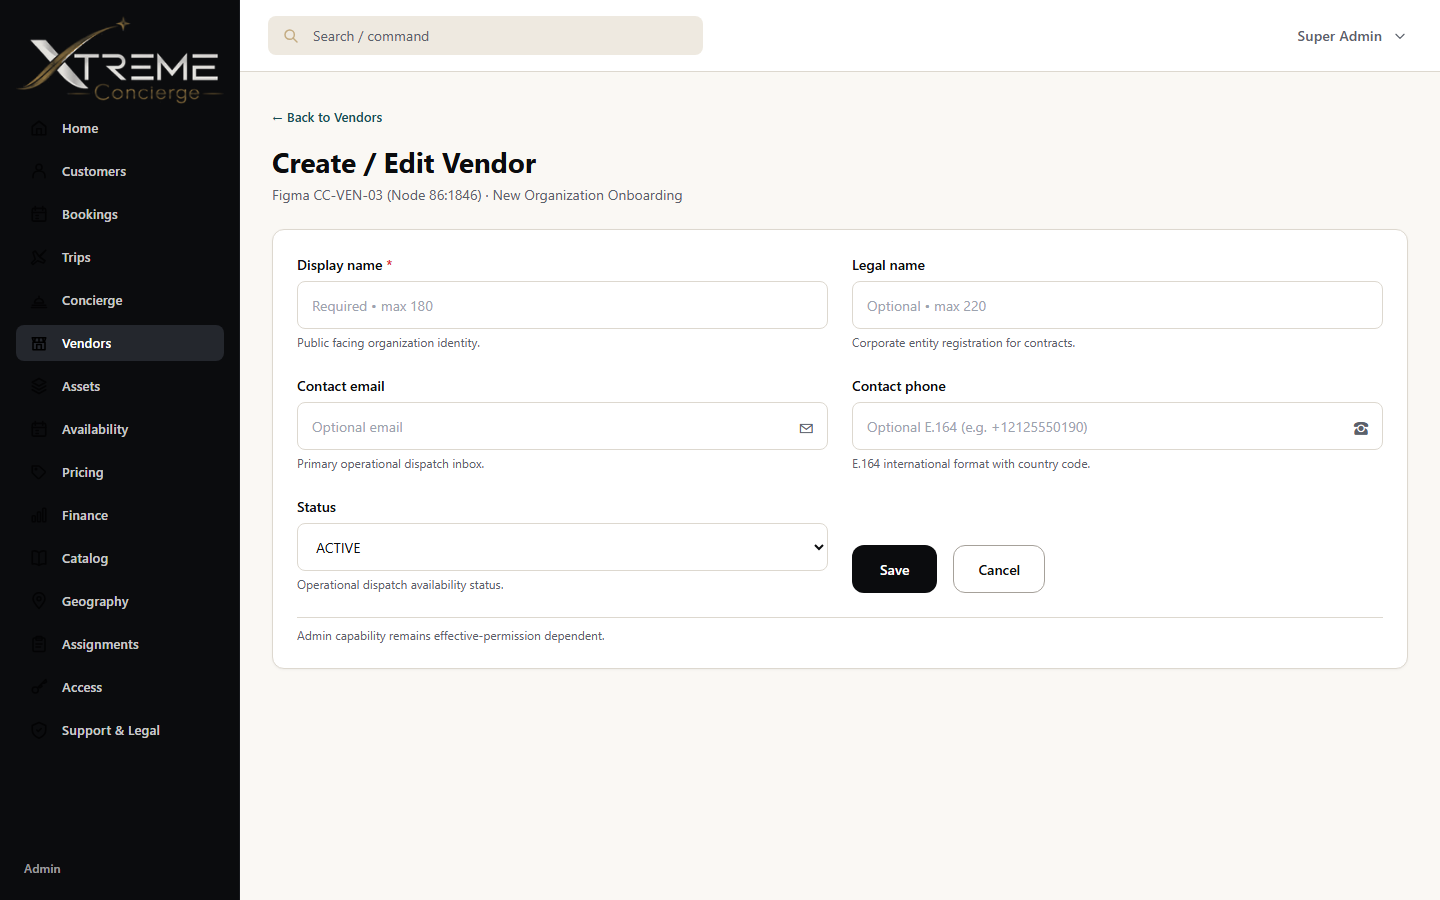 XTREME
Concierge
Home
Customers
Bookings
Trips
Concierge
Vendors
Assets
Availability
Pricing
Finance
Catalog
Geography
Assignments
Access
Support & Legal
Admin
Search / command
Super Admin
← Back to Vendors
Create / Edit Vendor
Figma CC-VEN-03 (Node 86:1846) · New Organization Onboarding
Display name *
Required • max 180
Public facing organization identity.
Legal name
Optional • max 220
Corporate entity registration for contracts.
Contact email
Optional email
Primary operational dispatch inbox.
Contact phone
Optional E.164 (e.g. +12125550190)
E.164 international format with country code.
Status
ACTIVE
Operational dispatch availability status.
Save
Cancel
Admin capability remains effective-permission dependent.